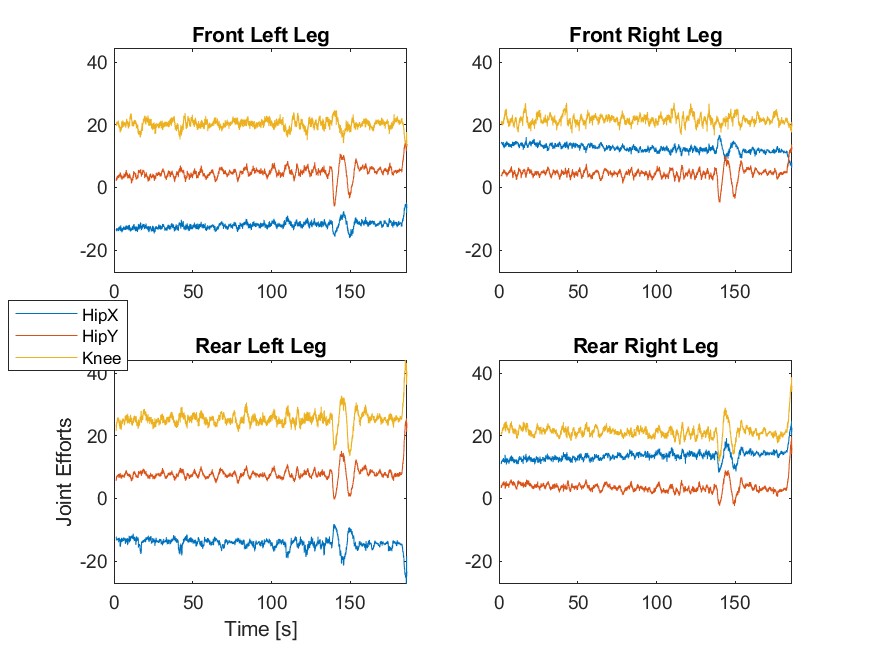 Front Left Leg
40
20
0
-20
0 50 100 150
Front Right Leg
40
20
0
-20
0 50 100 150
HipX
HipY
Knee
Rear Left Leg
40
20
0
-20
0 50 100 150
Joint Efforts
Time [s]
Rear Right Leg
40
20
0
-20
0 50 100 150